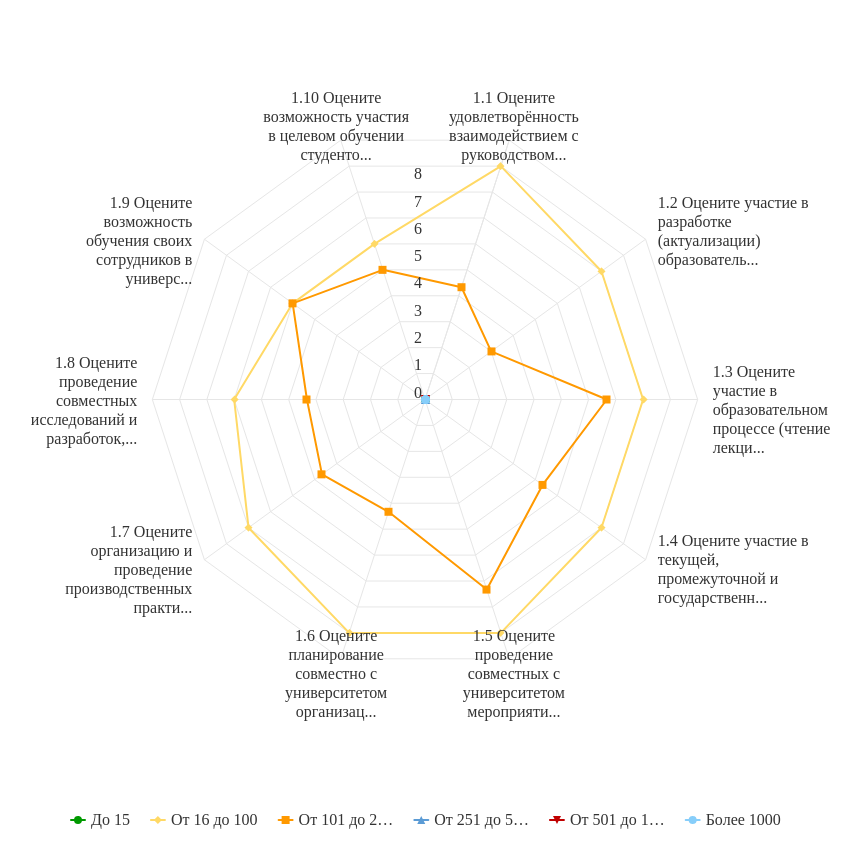 1.10 Оцените
возможность участия
в целевом обучении
студенто...
1.1 Оцените
удовлетворённость
взаимодействием с
руководством...
1.9 Оцените
возможность
обучения своих
сотрудников в
универс...
1.2 Оцените участие в
разработке
(актуализации)
образователь...
8
7
6
5
4
3
2
1
0
1.8 Оцените
проведение
совместных
исследований и
разработок,...
1.3 Оцените
участие в
образовательном
процессе (чтение
лекци...
1.7 Оцените
организацию и
проведение
производственных
практи...
1.4 Оцените участие в
текущей,
промежуточной и
государственн...
1.6 Оцените
планирование
совместно с
университетом
организац...
1.5 Оцените
проведение
совместных с
университетом
мероприяти...
До 15
От 16 до 100
От 101 до 2…
От 251 до 5…
От 501 до 1…
Более 1000